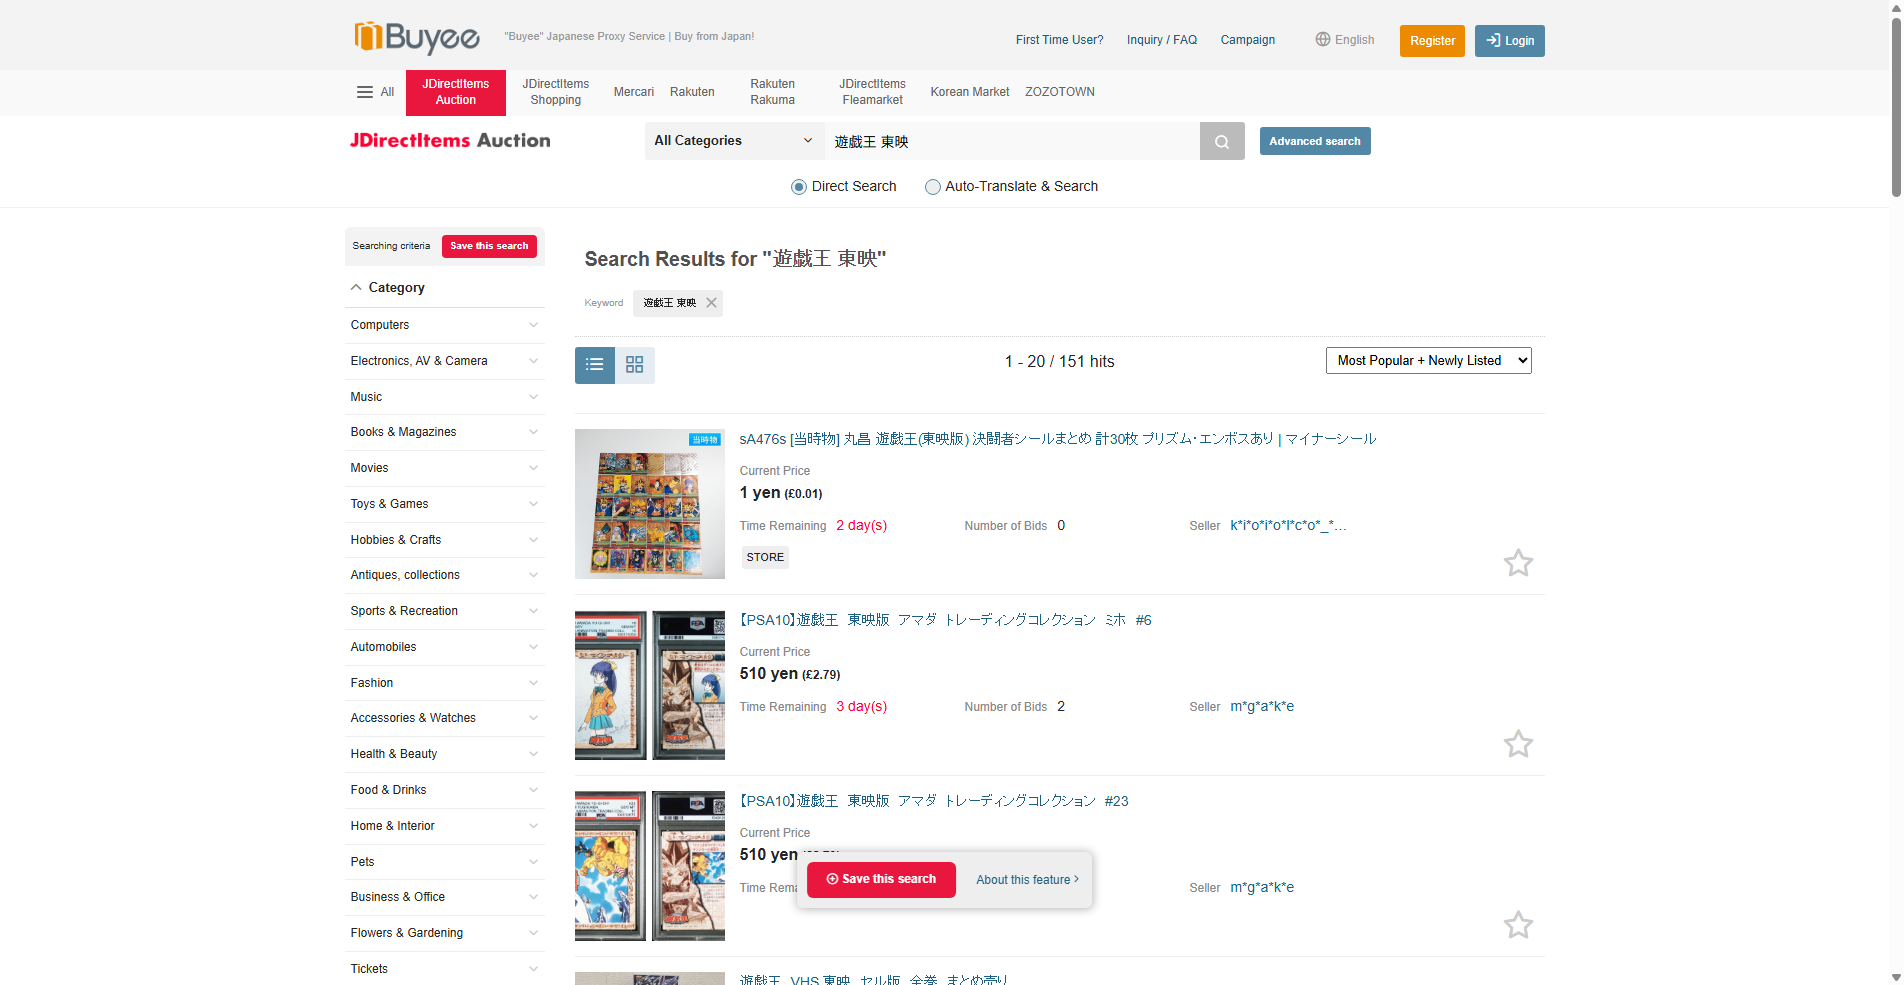 Buyee
"Buyee" Japanese Proxy Service | Buy from Japan!
First Time User?
Inquiry / FAQ
Campaign
English
Register
Login
All
JDirectItems Auction
JDirectItems Shopping
Mercari
Rakuten
Rakuten Rakuma
JDirectItems Fleamarket
Korean Market
ZOZOTOWN
JDirectItems Auction
All Categories
遊戯王 東映
Advanced search
Direct Search
Auto-Translate & Search
Searching criteria
Save this search
Category
Computers
Electronics, AV & Camera
Music
Books & Magazines
Movies
Toys & Games
Hobbies & Crafts
Antiques, collections
Sports & Recreation
Automobiles
Fashion
Accessories & Watches
Health & Beauty
Food & Drinks
Home & Interior
Pets
Business & Office
Flowers & Gardening
Tickets
Search Results for "遊戯王 東映"
Keyword
遊戯王 東映
1 - 20 / 151 hits
Most Popular + Newly Listed
当時物
sA476s [当時物] 丸昌 遊戯王(東映版) 決闘者シールまとめ 計30枚 プリズム・エンボスあり | マイナーシール
Current Price
1 yen (£0.01)
Time Remaining 2 day(s)
Number of Bids 0
Seller k*i*o*i*o*l*c*o*_*…
STORE
【PSA10】遊戯王 東映版 アマダ トレーディングコレクション ミホ #6
Current Price
510 yen (£2.79)
Time Remaining 3 day(s)
Number of Bids 2
Seller m*g*a*k*e
【PSA10】遊戯王 東映版 アマダ トレーディングコレクション #23
Current Price
510 yen
Seller m*g*a*k*e
Save this search
About this feature
遊戯王 VHS 東映 セル版 全巻 まとめ売り